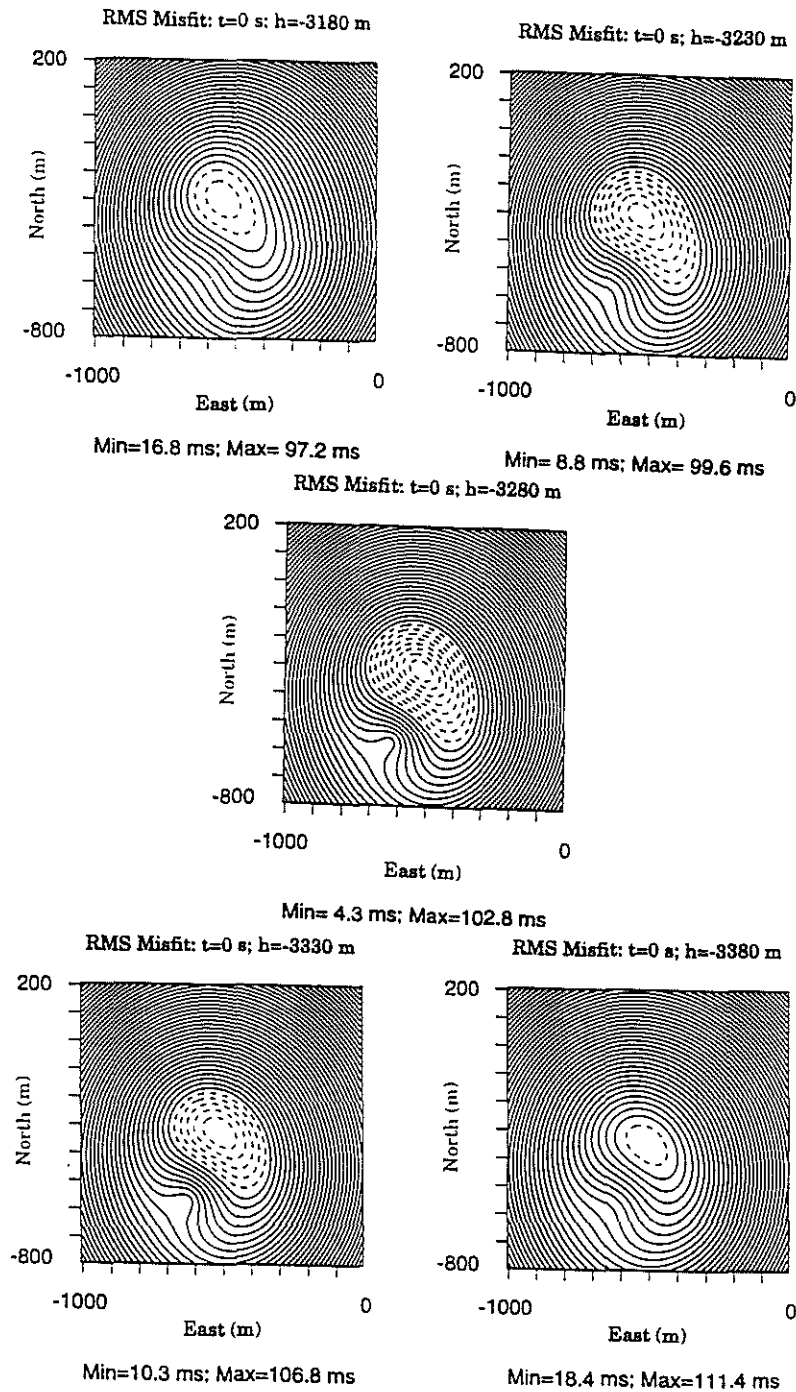 RMS Misfit: t=0 s; h=-3180 m
200
North (m)
-800
-1000
0
East (m)
Min=16.8 ms; Max= 97.2 ms
RMS Misfit: t=0 s; h=-3230 m
200
North (m)
-800
-1000
0
East (m)
Min= 8.8 ms; Max= 99.6 ms
RMS Misfit: t=0 s; h=-3280 m
200
North (m)
-800
-1000
0
East (m)
Min= 4.3 ms; Max=102.8 ms
RMS Misfit: t=0 s; h=-3330 m
200
North (m)
-800
-1000
0
East (m)
Min=10.3 ms; Max=106.8 ms
RMS Misfit: t=0 s; h=-3380 m
200
North (m)
-800
-1000
0
East (m)
Min=18.4 ms; Max=111.4 ms